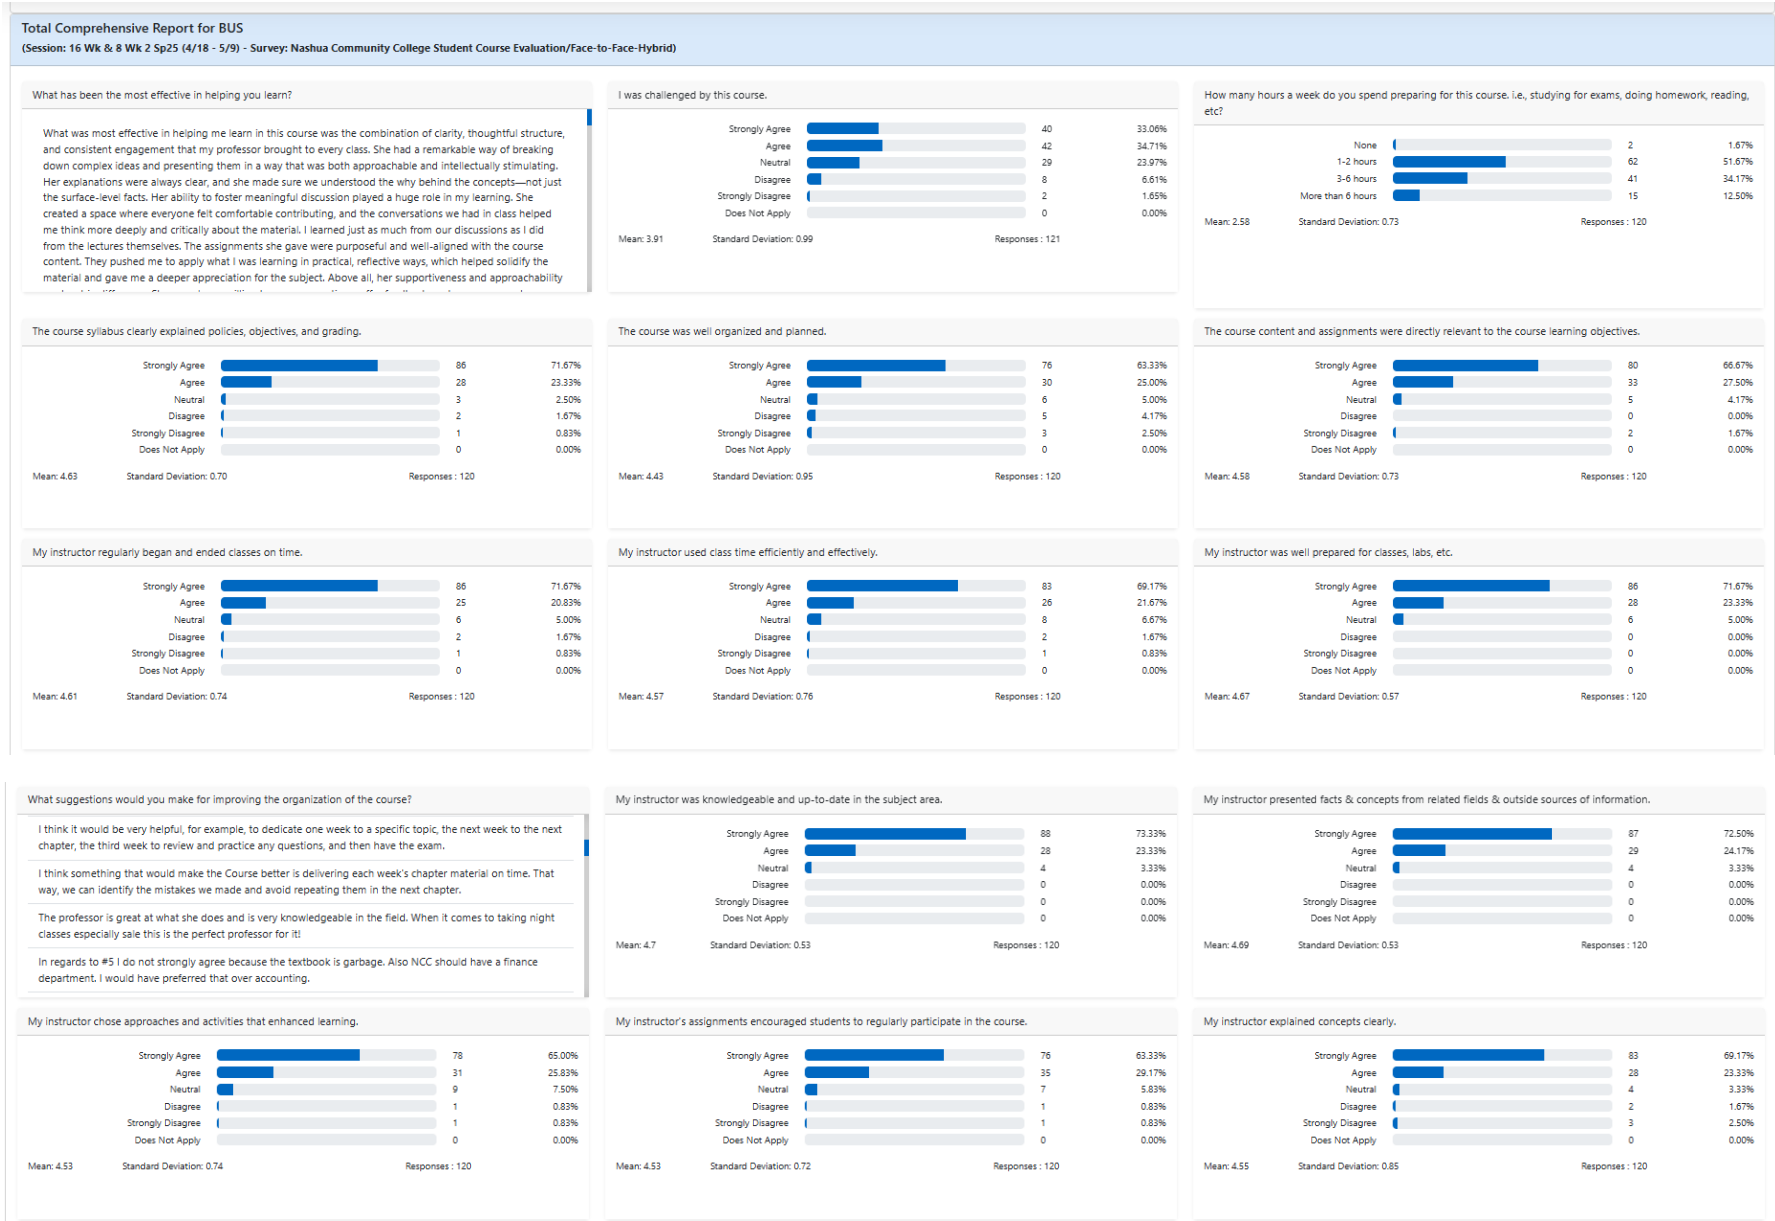 Total Comprehensive Report for BUS
(Session: 16 Wk & 8 Wk 2 Sp25 (4/18 - 5/9) - Survey: Nashua Community College Student Course Evaluation/Face-to-Face-Hybrid)
What has been the most effective in helping you learn?
What was most effective in helping me learn in this course was the combination of clarity, thoughtful structure,
and consistent engagement that my professor brought to every class. She had a remarkable way of breaking
down complex ideas and presenting them in a way that was both approachable and intellectually stimulating.
Her explanations were always clear, and she made sure we understood the why behind the concepts—not just
the surface-level facts. Her ability to foster meaningful discussion played a huge role in my learning. She
created a space where everyone felt comfortable contributing, and the conversations we had in class helped
me think more deeply and critically about the material. I learned just as much from our discussions as I did
from the lectures themselves. The assignments she gave were purposeful and well-aligned with the course
content. They pushed me to apply what I was learning in practical, reflective ways, which helped solidify the
material and gave me a deeper appreciation for the subject. Above all, her supportiveness and approachability
I was challenged by this course.
Strongly Agree 40 33.06%
Agree 42 34.71%
Neutral 29 23.97%
Disagree 8 6.61%
Strongly Disagree 2 1.65%
Does Not Apply 0 0.00%
Mean: 3.91 Standard Deviation: 0.99 Responses : 121
How many hours a week do you spend preparing for this course. i.e., studying for exams, doing homework, reading,
etc?
None 2 1.67%
1-2 hours 62 51.67%
3-6 hours 41 34.17%
More than 6 hours 15 12.50%
Mean: 2.58 Standard Deviation: 0.73 Responses : 120
The course syllabus clearly explained policies, objectives, and grading.
Strongly Agree 86 71.67%
Agree 28 23.33%
Neutral 3 2.50%
Disagree 2 1.67%
Strongly Disagree 1 0.83%
Does Not Apply 0 0.00%
Mean: 4.63 Standard Deviation: 0.70 Responses : 120
The course was well organized and planned.
Strongly Agree 76 63.33%
Agree 30 25.00%
Neutral 6 5.00%
Disagree 5 4.17%
Strongly Disagree 3 2.50%
Does Not Apply 0 0.00%
Mean: 4.43 Standard Deviation: 0.95 Responses : 120
The course content and assignments were directly relevant to the course learning objectives.
Strongly Agree 80 66.67%
Agree 33 27.50%
Neutral 5 4.17%
Disagree 0 0.00%
Strongly Disagree 2 1.67%
Does Not Apply 0 0.00%
Mean: 4.58 Standard Deviation: 0.73 Responses : 120
My instructor regularly began and ended classes on time.
Strongly Agree 86 71.67%
Agree 25 20.83%
Neutral 6 5.00%
Disagree 2 1.67%
Strongly Disagree 1 0.83%
Does Not Apply 0 0.00%
Mean: 4.61 Standard Deviation: 0.74 Responses : 120
My instructor used class time efficiently and effectively.
Strongly Agree 83 69.17%
Agree 26 21.67%
Neutral 8 6.67%
Disagree 2 1.67%
Strongly Disagree 1 0.83%
Does Not Apply 0 0.00%
Mean: 4.57 Standard Deviation: 0.76 Responses : 120
My instructor was well prepared for classes, labs, etc.
Strongly Agree 86 71.67%
Agree 28 23.33%
Neutral 6 5.00%
Disagree 0 0.00%
Strongly Disagree 0 0.00%
Does Not Apply 0 0.00%
Mean: 4.67 Standard Deviation: 0.57 Responses : 120
What suggestions would you make for improving the organization of the course?
I think it would be very helpful, for example, to dedicate one week to a specific topic, the next week to the next
chapter, the third week to review and practice any questions, and then have the exam.
I think something that would make the Course better is delivering each week's chapter material on time. That
way, we can identify the mistakes we made and avoid repeating them in the next chapter.
The professor is great at what she does and is very knowledgeable in the field. When it comes to taking night
classes especially sale this is the perfect professor for it!
In regards to #5 I do not strongly agree because the textbook is garbage. Also NCC should have a finance
department. I would have preferred that over accounting.
My instructor was knowledgeable and up-to-date in the subject area.
Strongly Agree 88 73.33%
Agree 28 23.33%
Neutral 4 3.33%
Disagree 0 0.00%
Strongly Disagree 0 0.00%
Does Not Apply 0 0.00%
Mean: 4.7 Standard Deviation: 0.53 Responses : 120
My instructor presented facts & concepts from related fields & outside sources of information.
Strongly Agree 87 72.50%
Agree 29 24.17%
Neutral 4 3.33%
Disagree 0 0.00%
Strongly Disagree 0 0.00%
Does Not Apply 0 0.00%
Mean: 4.69 Standard Deviation: 0.53 Responses : 120
My instructor chose approaches and activities that enhanced learning.
Strongly Agree 78 65.00%
Agree 31 25.83%
Neutral 9 7.50%
Disagree 1 0.83%
Strongly Disagree 1 0.83%
Does Not Apply 0 0.00%
Mean: 4.53 Standard Deviation: 0.74 Responses : 120
My instructor's assignments encouraged students to regularly participate in the course.
Strongly Agree 76 63.33%
Agree 35 29.17%
Neutral 7 5.83%
Disagree 1 0.83%
Strongly Disagree 1 0.83%
Does Not Apply 0 0.00%
Mean: 4.53 Standard Deviation: 0.72 Responses : 120
My instructor explained concepts clearly.
Strongly Agree 83 69.17%
Agree 28 23.33%
Neutral 4 3.33%
Disagree 2 1.67%
Strongly Disagree 3 2.50%
Does Not Apply 0 0.00%
Mean: 4.55 Standard Deviation: 0.85 Responses : 120